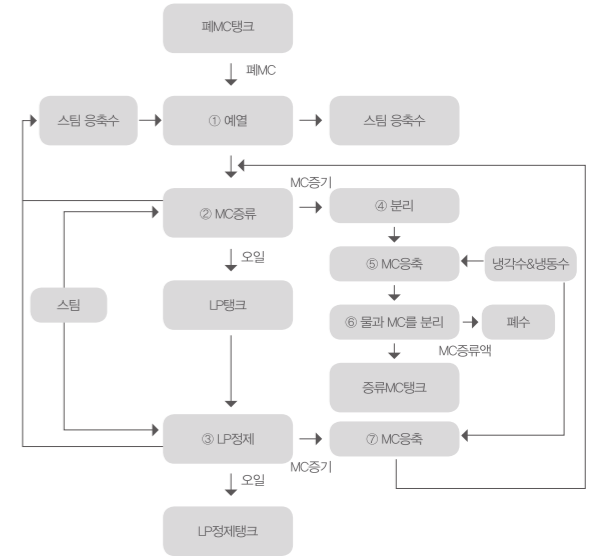 폐MC탱크
폐MC
스팀 응축수
① 예열
스팀 응축수
MC증기
② MC증류
④ 분리
오일
⑤ MC응축
냉각수&냉동수
스팀
LP탱크
⑥ 물과 MC를 분리
폐수
MC증류액
증류MC탱크
③ LP정제
⑦ MC응축
MC증기
오일
LP정제탱크